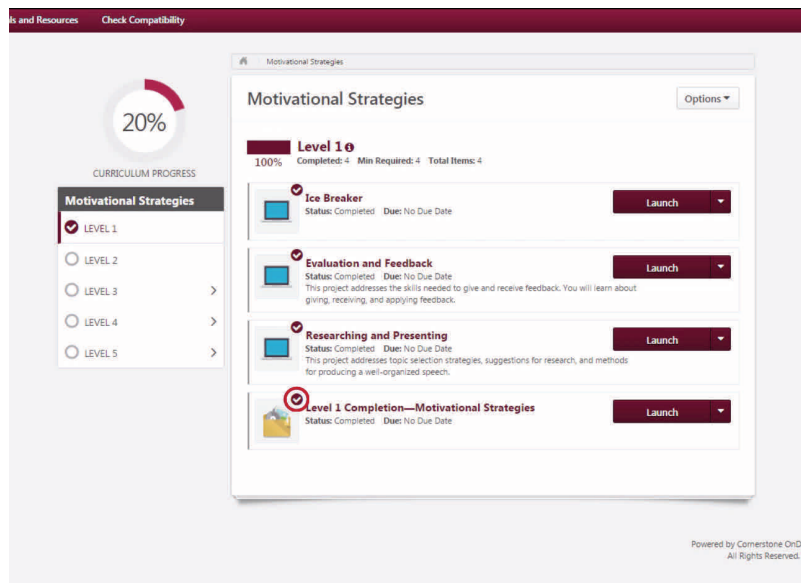 ls and Resources Check Compatibility
Motivational Strategies
20%
CURRICULUM PROGRESS
Motivational Strategies
LEVEL 1
LEVEL 2
LEVEL 3
LEVEL 4
LEVEL 5
Motivational Strategies
Options
Level 1
100% Completed: 4 Min Required: 4 Total Items: 4
Ice Breaker
Status: Completed Due: No Due Date
Launch
Evaluation and Feedback
Status: Completed Due: No Due Date
This project addresses the skills needed to give and receive feedback. You will learn about
giving, receiving, and applying feedback.
Launch
Researching and Presenting
Status: Completed Due: No Due Date
This project addresses topic selection strategies, suggestions for research, and methods
for producing a well-organized speech.
Launch
Level 1 Completion—Motivational Strategies
Status: Completed Due: No Due Date
Launch
Powered by Cornerstone OnD
All Rights Reserved.